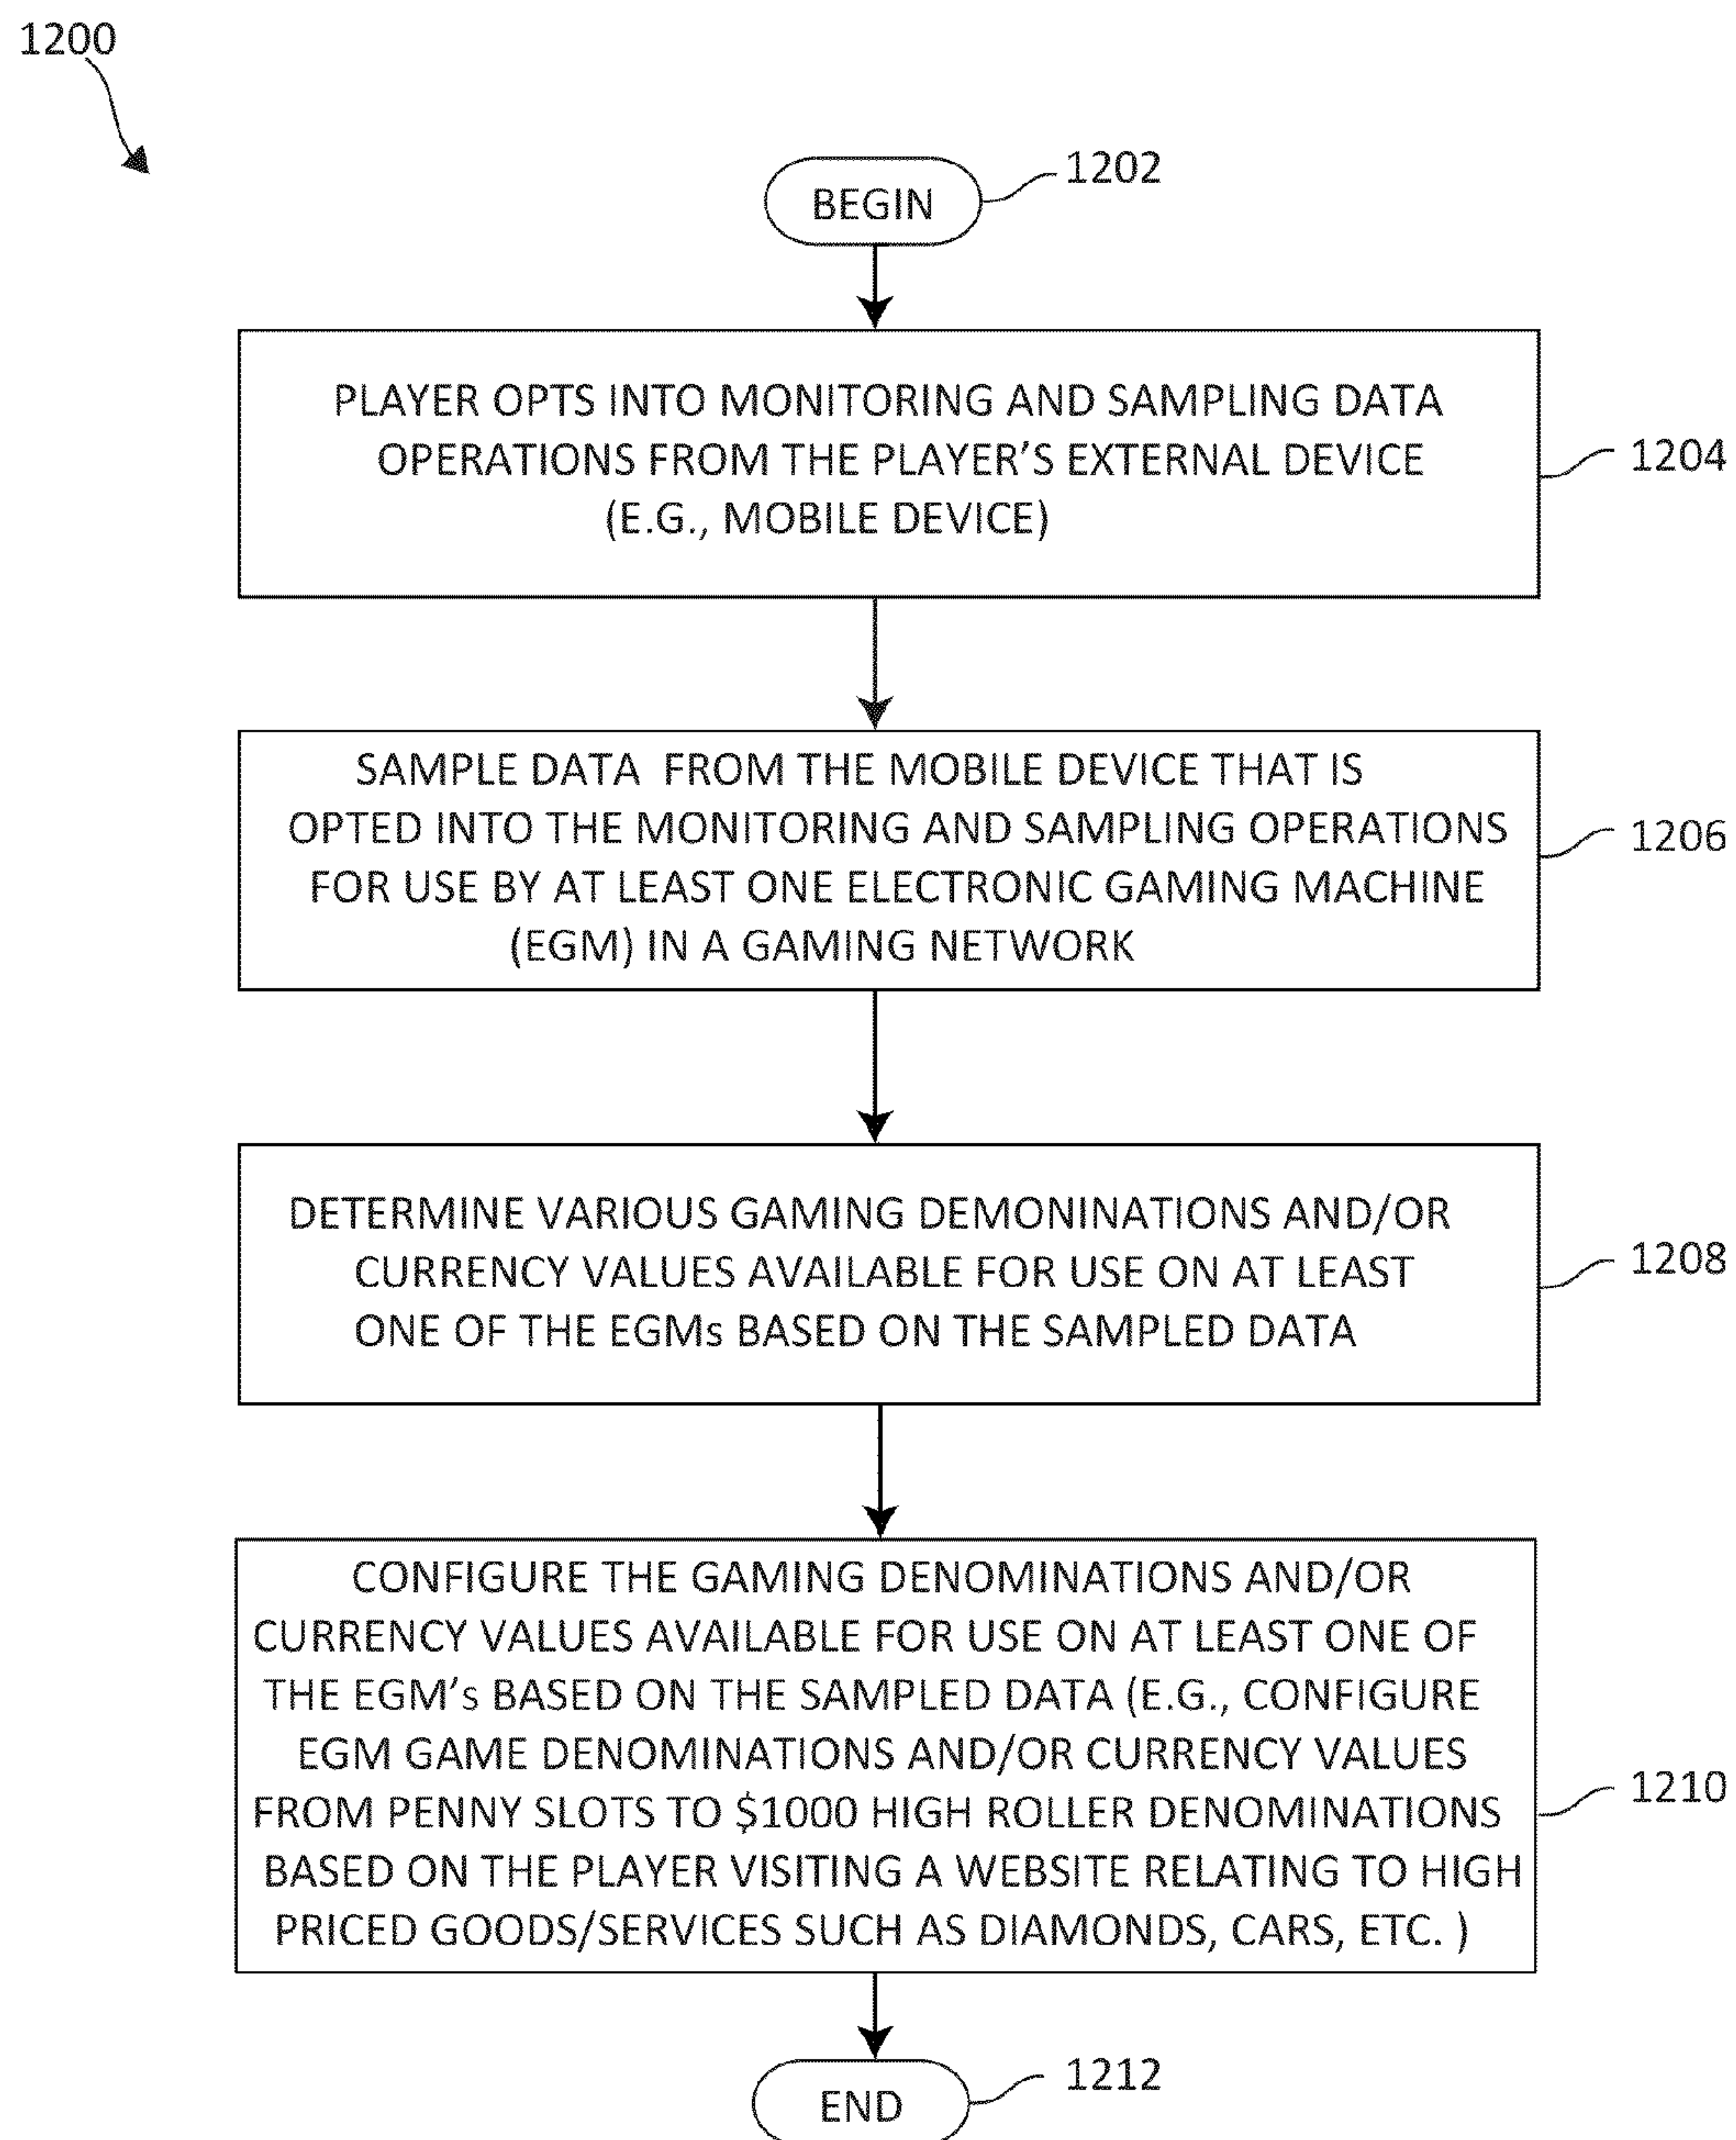 1200
BEGIN
1202
PLAYER OPTS INTO MONITORING AND SAMPLING DATA
OPERATIONS FROM THE PLAYER’S EXTERNAL DEVICE
(E.G., MOBILE DEVICE)
1204
SAMPLE DATA FROM THE MOBILE DEVICE THAT IS
OPTED INTO THE MONITORING AND SAMPLING OPERATIONS
FOR USE BY AT LEAST ONE ELECTRONIC GAMING MACHINE
(EGM) IN A GAMING NETWORK
1206
DETERMINE VARIOUS GAMING DEMONINATIONS AND/OR
CURRENCY VALUES AVAILABLE FOR USE ON AT LEAST
ONE OF THE EGMs BASED ON THE SAMPLED DATA
1208
CONFIGURE THE GAMING DENOMINATIONS AND/OR
CURRENCY VALUES AVAILABLE FOR USE ON AT LEAST ONE OF
THE EGM’s BASED ON THE SAMPLED DATA (E.G., CONFIGURE
EGM GAME DENOMINATIONS AND/OR CURRENCY VALUES
FROM PENNY SLOTS TO $1000 HIGH ROLLER DENOMINATIONS
BASED ON THE PLAYER VISITING A WEBSITE RELATING TO HIGH
PRICED GOODS/SERVICES SUCH AS DIAMONDS, CARS, ETC. )
1210
END
1212